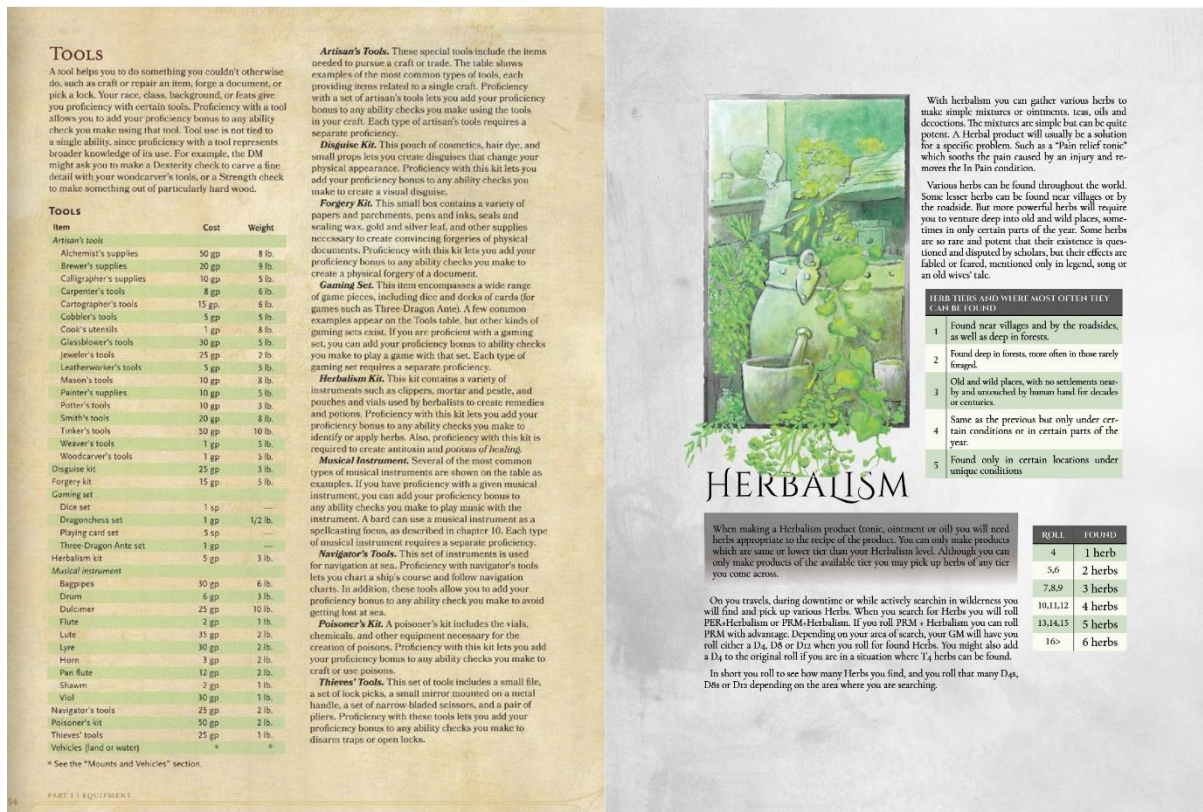 TOOLS
A tool helps you to do something you couldn't otherwise
do, such as craft or repair an item, forge a document, or
pick a lock. Your race, class, background, or feats give
you proficiency with certain tools. Proficiency with a tool
allows you to add your proficiency bonus to any ability
check you make using that tool. Tool use is not tied to
a single ability, since proficiency with a tool represents
broader knowledge of its use. For example, the DM
might ask you to make a Dexterity check to carve a fine
detail with your woodcarver's tools, or a Strength check
to make something out of particularly hard wood.
TOOLS
Item Cost Weight
Artisan's tools
Alchemist's supplies 50 gp 8 lb.
Brewer's supplies 20 gp 9 lb.
Calligrapher's supplies 10 gp 5 lb.
Carpenter's tools 8 gp 6 lb.
Cartographer's tools 15 gp. 6 lb.
Cobbler's tools 5 gp 5 lb.
Cook's utensils 1 gp 8 lb.
Glassblower's tools 30 gp 5 lb.
Jeweler's tools 25 gp 2 lb.
Leatherworker's tools 5 gp 5 lb.
Mason's tools 10 gp 8 lb.
Painter's supplies 10 gp 5 lb.
Potter's tools 10 gp 3 lb.
Smith's tools 20 gp 8 lb.
Tinker's tools 50 gp 10 lb.
Weaver's tools 1 gp 5 lb.
Woodcarver's tools 1 gp 5 lb.
Disguise kit 25 gp 3 lb.
Forgery kit 15 gp 5 lb.
Gaming set
Dice set 1 sp —
Dragonchess set 1 gp 1/2 lb.
Playing card set 5 sp —
Three-Dragon Ante set 1 gp —
Herbalism kit 5 gp 3 lb.
Musical instrument
Bagpipes 30 gp 6 lb.
Drum 6 gp 3 lb.
Dulcimer 25 gp 10 lb.
Flute 2 gp 1 lb.
Lute 35 gp 2 lb.
Lyre 30 gp 2 lb.
Horn 3 gp 2 lb.
Pan flute 12 gp 2 lb.
Shawm 2 gp 1 lb.
Viol 30 gp 1 lb.
Navigator's tools 25 gp 2 lb.
Poisoner's kit 50 gp 2 lb.
Thieves' tools 25 gp 1 lb.
Vehicles (land or water) * *
* See the "Mounts and Vehicles" section.
Artisan's Tools. These special tools include the items
needed to pursue a craft or trade. The table shows
examples of the most common types of tools, each
providing items related to a single craft. Proficiency
with a set of artisan's tools lets you add your proficiency
bonus to any ability checks you make using the tools
in your craft. Each type of artisan's tools requires a
separate proficiency.
Disguise Kit. This pouch of cosmetics, hair dye, and
small props lets you create disguises that change your
physical appearance. Proficiency with this kit lets you
add your proficiency bonus to any ability checks you
make to create a visual disguise.
Forgery Kit. This small box contains a variety of
papers and parchments, pens and inks, seals and
sealing wax, gold and silver leaf, and other supplies
necessary to create convincing forgeries of physical
documents. Proficiency with this kit lets you add your
proficiency bonus to any ability checks you make to
create a physical forgery of a document.
Gaming Set. This item encompasses a wide range
of game pieces, including dice and decks of cards (for
games such as Three-Dragon Ante). A few common
examples appear on the Tools table, but other kinds of
gaming sets exist. If you are proficient with a gaming
set, you can add your proficiency bonus to ability checks
you make to play a game with that set. Each type of
gaming set requires a separate proficiency.
Herbalism Kit. This kit contains a variety of
instruments such as clippers, mortar and pestle, and
pouches and vials used by herbalists to create remedies
and potions. Proficiency with this kit lets you add your
proficiency bonus to any ability checks you make to
identify or apply herbs. Also, proficiency with this kit is
required to create antitoxin and potions of healing.
Musical Instrument. Several of the most common
types of musical instruments are shown on the table as
examples. If you have proficiency with a given musical
instrument, you can add your proficiency bonus to
any ability checks you make to play music with the
instrument. A bard can use a musical instrument as a
spellcasting focus, as described in chapter 10. Each type
of musical instrument requires a separate proficiency.
Navigator's Tools. This set of instruments is used
for navigation at sea. Proficiency with navigator's tools
lets you chart a ship's course and follow navigation
charts. In addition, these tools allow you to add your
proficiency bonus to any ability check you make to avoid
getting lost at sea.
Poisoner's Kit. A poisoner's kit includes the vials,
chemicals, and other equipment necessary for the
creation of poisons. Proficiency with this kit lets you add
your proficiency bonus to any ability checks you make to
craft or use poisons.
Thieves' Tools. This set of tools includes a small file,
a set of lock picks, a small mirror mounted on a metal
handle, a set of narrow-bladed scissors, and a pair of
pliers. Proficiency with these tools lets you add your
proficiency bonus to any ability checks you make to
disarm traps or open locks.
PART 1 | EQUIPMENT
With herbalism you can gather various herbs to
make simple mixtures or ointments, teas, oils and
decoctions. The mixtures are simple but can be quite
potent. A Herbal product will usually be a solution
for a specific problem. Such as a "Pain relief tonic"
which sooths the pain caused by an injury and re-
moves the In Pain condition.
Various herbs can be found throughout the world.
Some lesser herbs can be found near villages or by
the roadside. But more powerful herbs will require
you to venture deep into old and wild places, some-
times in only certain parts of the year. Some herbs
are so rare and potent that their existence is ques-
tioned and disputed by scholars, but their effects are
fabled or feared, mentioned only in legend, song or
an old wives' tale.
HERB TIERS AND WHERE MOST OFTEN THEY
CAN BE FOUND
1 Found near villages and by the roadsides,
as well as deep in forests.
2 Found deep in forests, more often in those rarely
foraged.
3 Old and wild places, with no settlements near-
by and untouched by human hand for decades
or centuries.
4 Same as the previous but only under cer-
tain conditions or in certain parts of the
year.
5 Found only in certain locations under
unique conditions
HERBALISM
When making a Herbalism product (tonic, ointment or oil) you will need
herbs appropriate to the recipe of the product. You can only make products
which are same or lower tier than your Herbalism level. Although you can
only make products of the available tier you may pick up herbs of any tier
you come across.
On you travels, during downtime or while actively searchin in wilderness you
will find and pick up various Herbs. When you search for Herbs you will roll
PER+Herbalism or PRM+Herbalism. If you roll PRM + Herbalism you can roll
PRM with advantage. Depending on your area of search, your GM will have you
roll either a D4, D8 or D12 when you roll for found Herbs. You might also add
a D4 to the original roll if you are in a situation where T4 herbs can be found.
In short you roll to see how many Herbs you find, and you roll that many D4s,
D8s or D12 depending on the area where you are searching.
ROLL FOUND
4 1 herb
5,6 2 herbs
7,8,9 3 herbs
10,11,12 4 herbs
13,14,15 5 herbs
16> 6 herbs